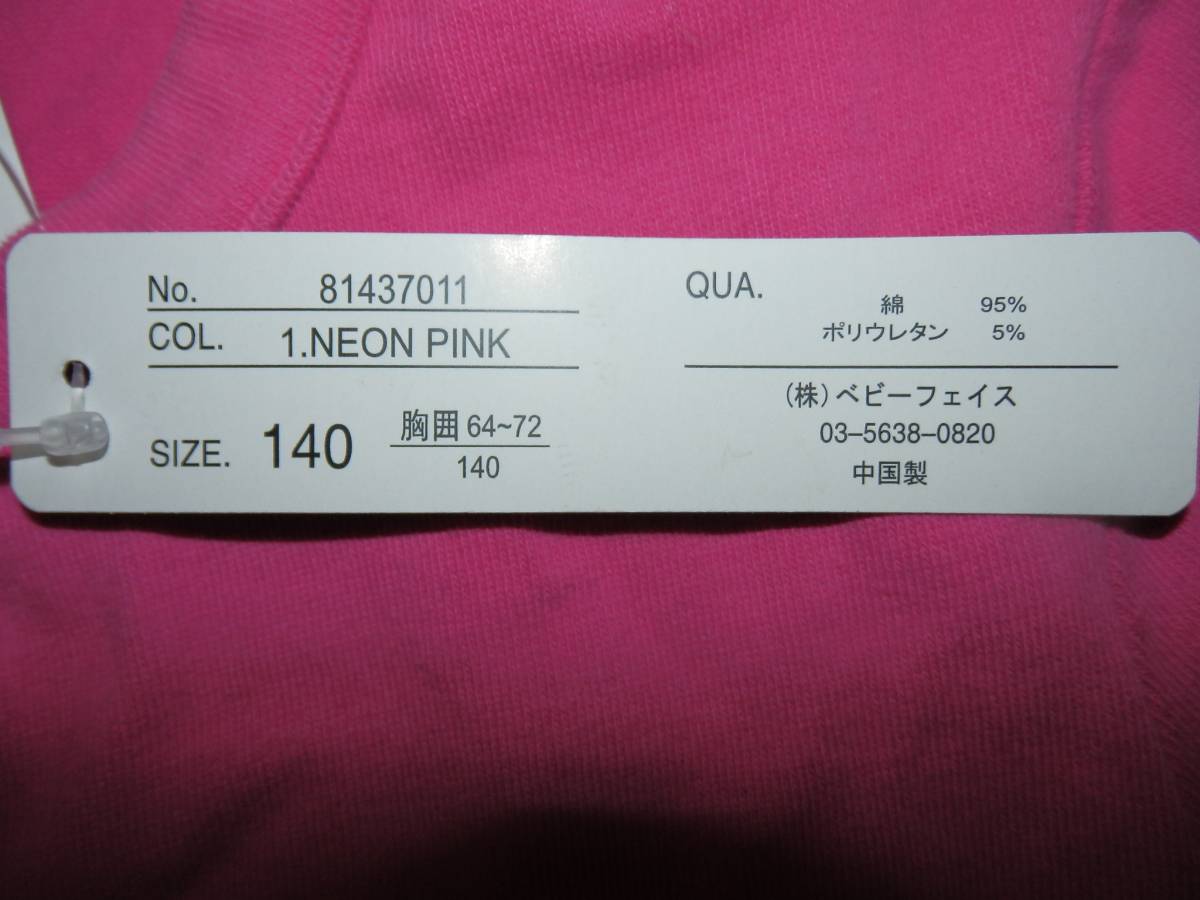 No. 81437011
COL. 1.NEON PINK
SIZE. 140
胸囲 64~72
140
QUA.
綿 95%
ポリウレタン 5%
(株)ベビーフェイス
03–5638–0820
中国製